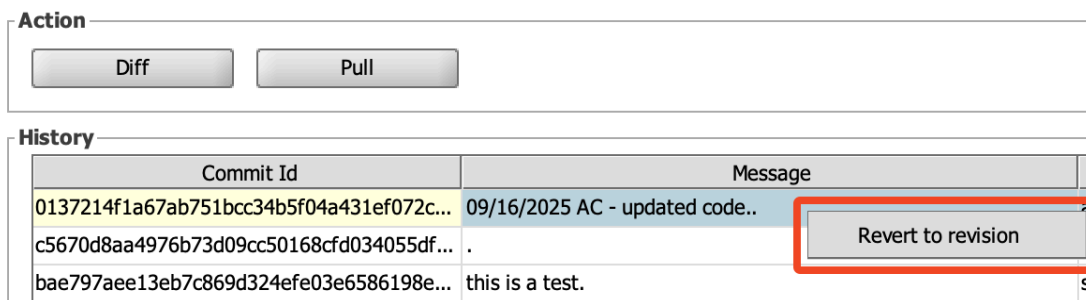 Action
Diff Pull
History
Commit Id Message
0137214f1a67ab751bcc34b5f04a431ef072c... 09/16/2025 AC - updated code..
Revert to revision
c5670d8aa4976b73d09cc50168cfd034055df... .
bae797aee13eb7c869d324efe03e6586198e... this is a test.